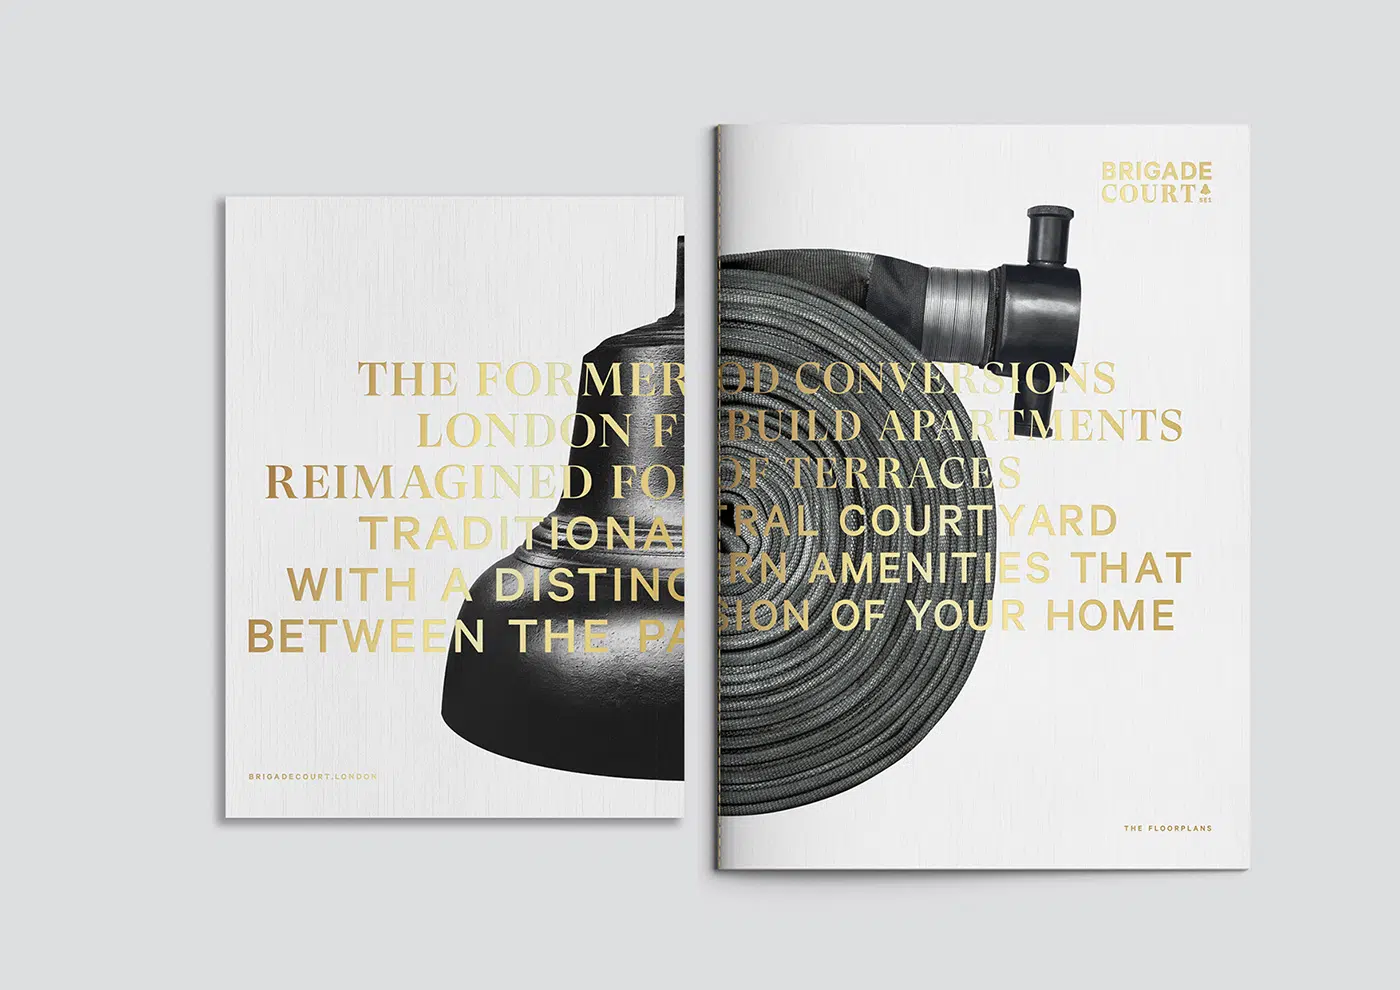 THE FORMER
LONDON F
REIMAGINED FO
TRADITIONA
WITH A DISTINC
BETWEEN THE PA
BRIGADECOURT.LONDON
BRIGADE
COURT
SE1
OD CONVERSIONS
BUILD APARTMENTS
OF TERRACES
TRAL COURTYARD
RN AMENITIES THAT
SION OF YOUR HOME
THE FLOORPLANS